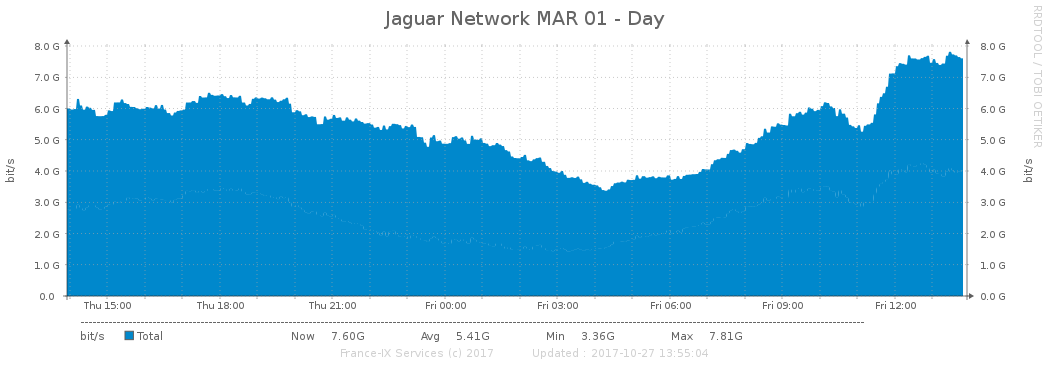 Jaguar Network MAR 01 - Day
RRDTOOL / TOBI OETIKER
8.0 G 8.0 G
7.0 G 7.0 G
6.0 G 6.0 G
5.0 G 5.0 G
4.0 G 4.0 G
3.0 G 3.0 G
2.0 G 2.0 G
1.0 G 1.0 G
0.0 0.0 G
bit/s bit/s
Thu 15:00 Thu 18:00 Thu 21:00 Fri 00:00 Fri 03:00 Fri 06:00 Fri 09:00 Fri 12:00
bit/s Total Now 7.60G Avg 5.41G Min 3.36G Max 7.81G
France-IX Services (c) 2017 Updated : 2017-10-27 13:55:04